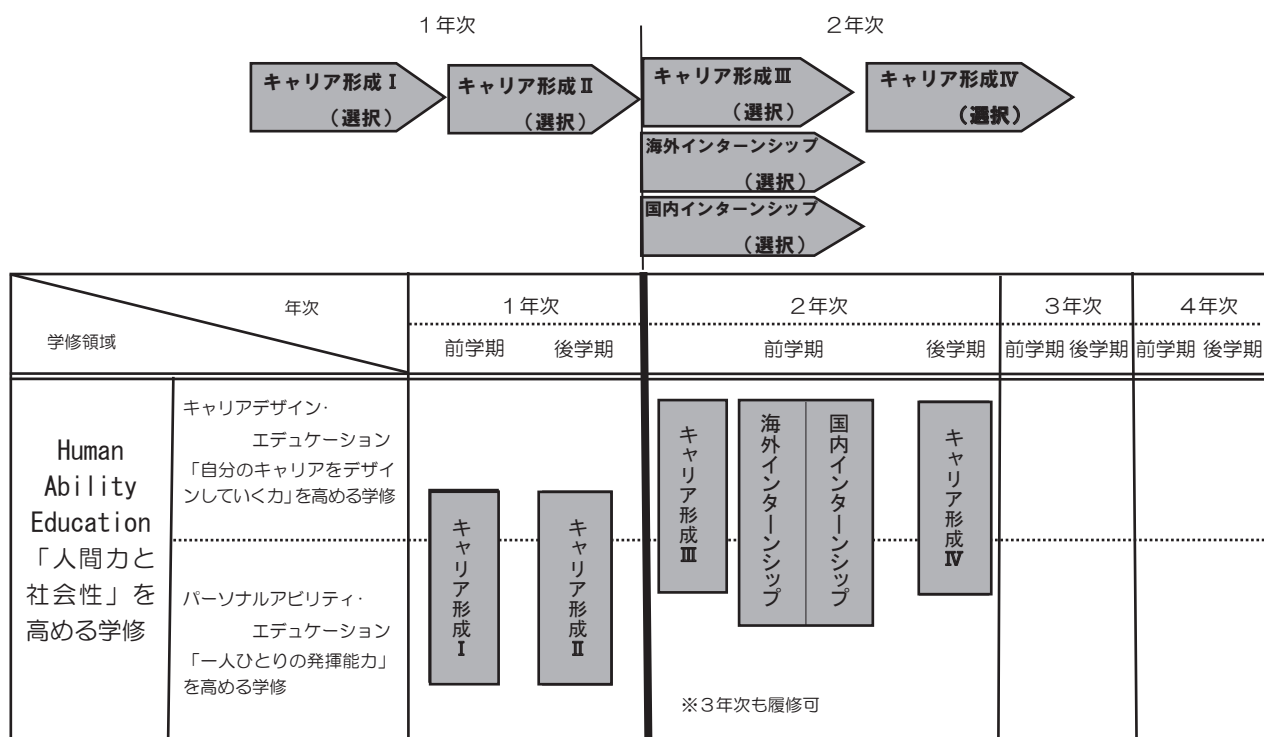 １年次
２年次
キャリア形成Ⅰ
（選択）
キャリア形成Ⅱ
（選択）
キャリア形成Ⅲ
（選択）
キャリア形成Ⅳ
（選択）
海外インターンシップ
（選択）
国内インターンシップ
（選択）
年次
学修領域
１年次
２年次
３年次
４年次
前学期
後学期
前学期
後学期
前学期
後学期
前学期
後学期
Human
Ability
Education
「人間力と
社会性」を
高める学修
キャリアデザイン・
エデュケーション
「自分のキャリアをデザイ
ンしていく力」を高める学修
パーソナルアビリティ・
エデュケーション
「一人ひとりの発揮能力」
を高める学修
キャリア形成Ⅰ
キャリア形成Ⅱ
キャリア形成Ⅲ
海外インターンシップ
国内インターンシップ
キャリア形成Ⅳ
※３年次も履修可